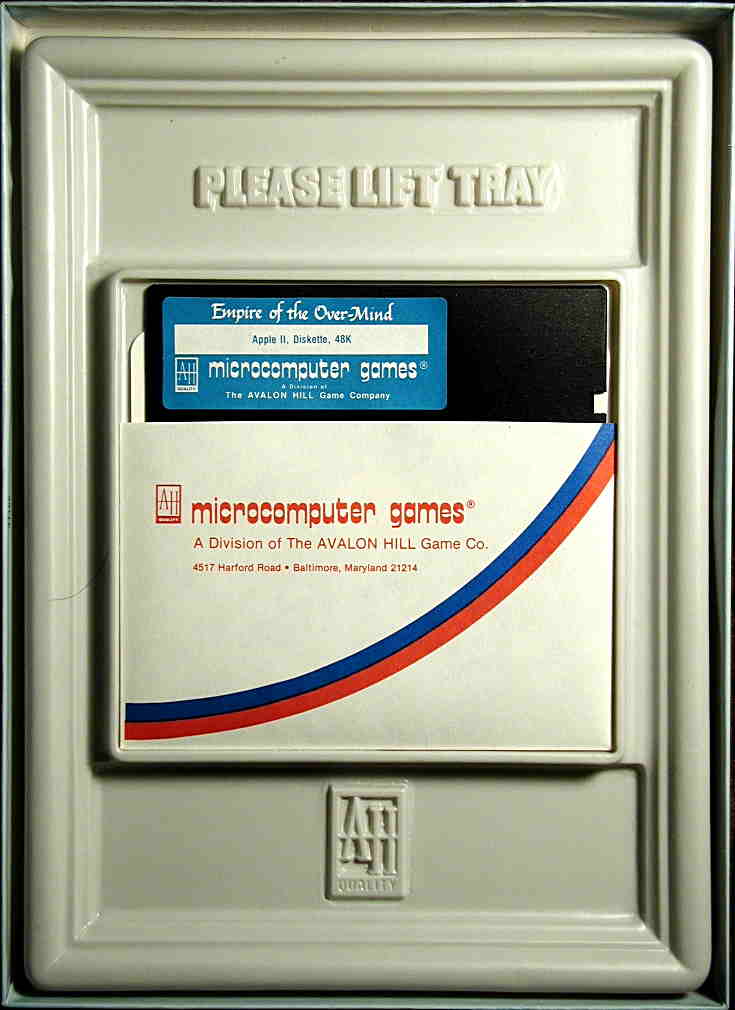 PLEASE LIFT TRAY
Empire of the Over-Mind
Apple II, Diskette, 48K
AH
QUALITY
microcomputer games®
A Division of
The AVALON HILL Game Company
AH
QUALITY
microcomputer games®
A Division of The AVALON HILL Game Co.
4517 Harford Road • Baltimore, Maryland 21214
AH
QUALITY